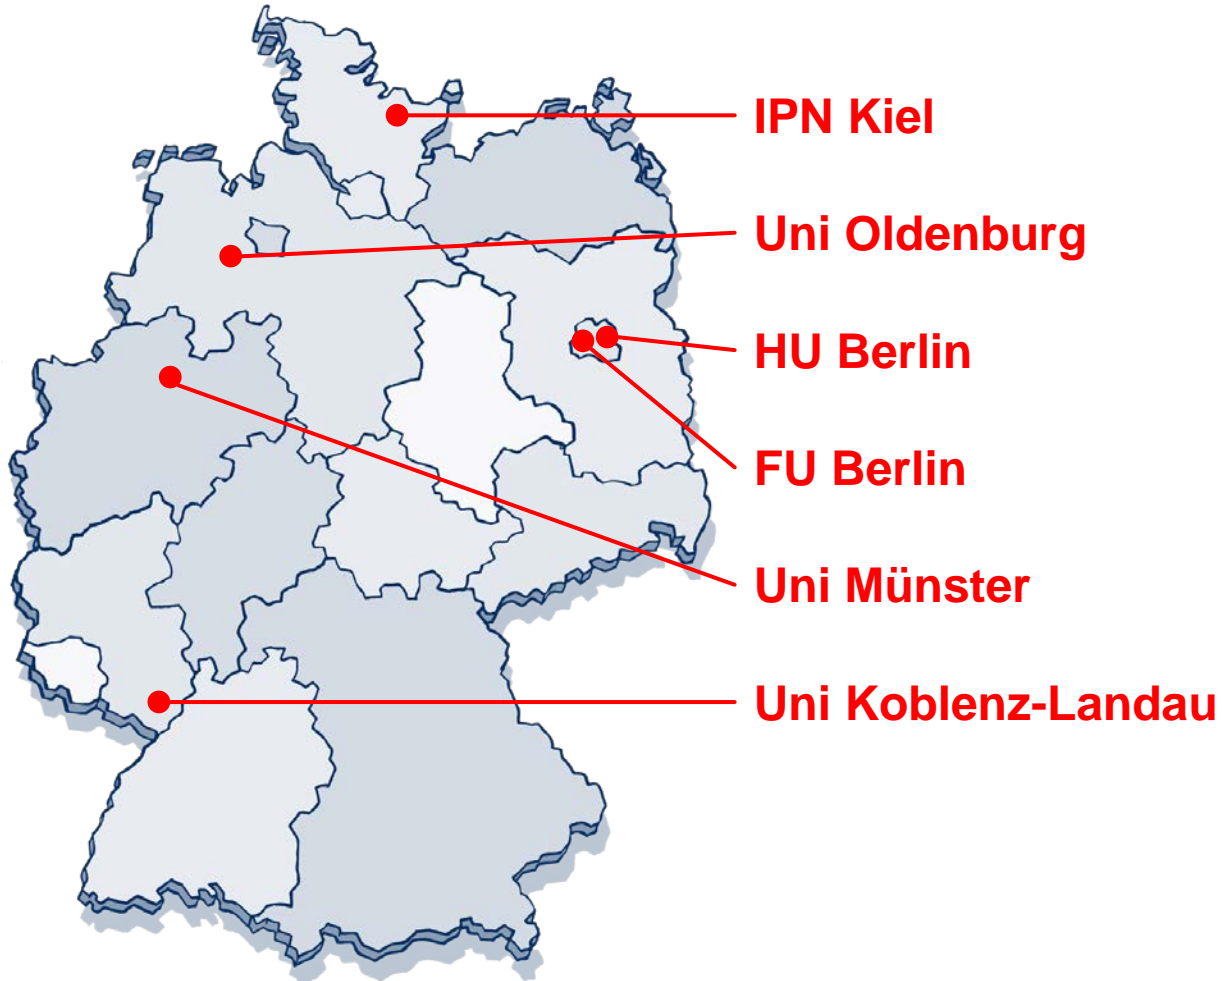 IPN Kiel
Uni Oldenburg
HU Berlin
FU Berlin
Uni Münster
Uni Koblenz-Landau